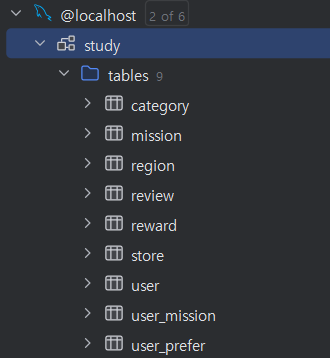 @localhost 2 of 6
study
tables 9
category
mission
region
review
reward
store
user
user_mission
user_prefer